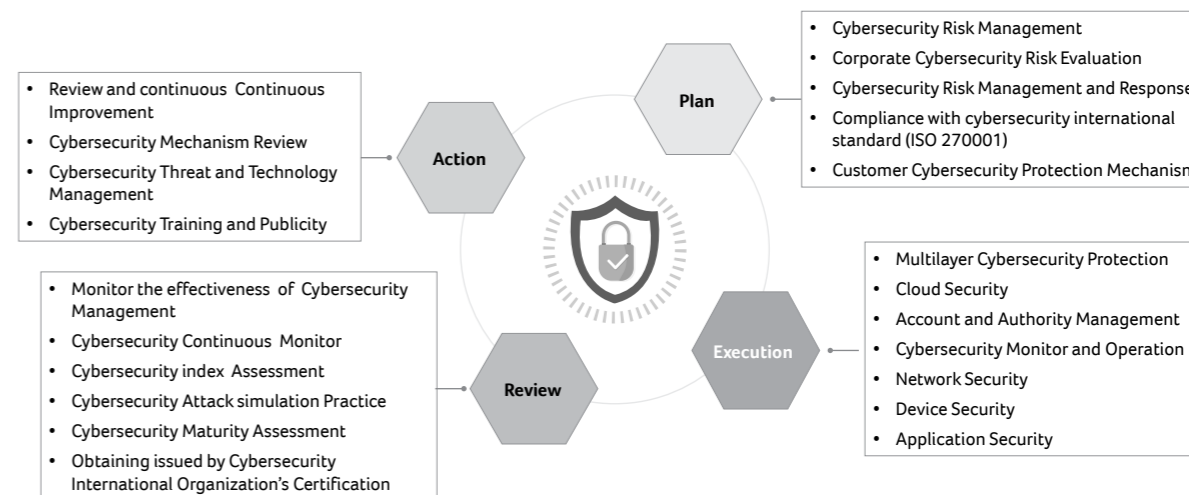 Plan
• Cybersecurity Risk Management
• Corporate Cybersecurity Risk Evaluation
• Cybersecurity Risk Management and Response
• Compliance with cybersecurity international
standard (ISO 270001)
• Customer Cybersecurity Protection Mechanism
Execution
• Multilayer Cybersecurity Protection
• Cloud Security
• Account and Authority Management
• Cybersecurity Monitor and Operation
• Network Security
• Device Security
• Application Security
Review
• Monitor the effectiveness of Cybersecurity
Management
• Cybersecurity Continuous Monitor
• Cybersecurity index Assessment
• Cybersecurity Attack simulation Practice
• Cybersecurity Maturity Assessment
• Obtaining issued by Cybersecurity
International Organization's Certification
Action
• Review and continuous Continuous
Improvement
• Cybersecurity Mechanism Review
• Cybersecurity Threat and Technology
Management
• Cybersecurity Training and Publicity